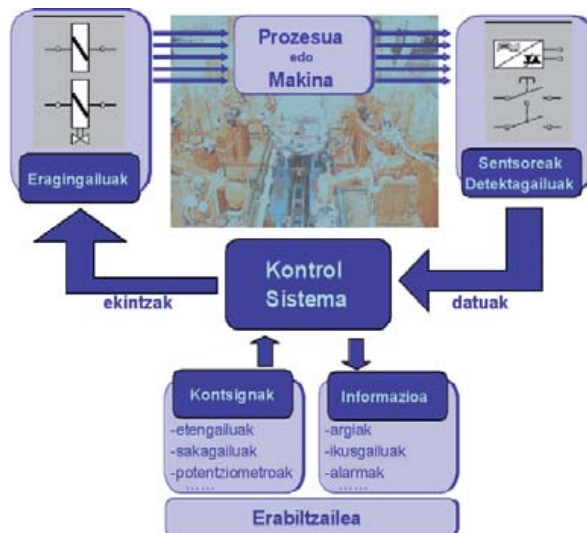 Prozesua
edo
Makina
Eragingailuak
Sentsoreak
Detektagailuak
Kontrol
Sistema
ekintzak
datuak
Kontsignak
-etengailuak
-sakagailuak
-potentziometroak
......
Informazioa
-argiak
-ikusgailuak
-alarmak
......
Erabiltzailea